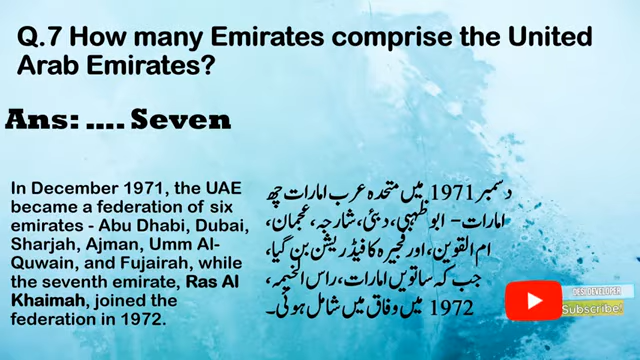 Q.7 How many Emirates comprise the United
Arab Emirates?
Ans: .... Seven
In December 1971, the UAE
became a federation of six
emirates - Abu Dhabi, Dubai,
Sharjah, Ajman, Umm Al-
Quwain, and Fujairah, while
the seventh emirate, Ras Al
Khaimah, joined the
federation in 1972.
دسمبر 1971 میں متحدہ عرب امارات چھ
امارات - ابوظہبی، دبئی، شارجہ، عجمان،
ام القوین، اور فجیرہ کا فیڈریشن بن گیا،
جب کہ ساتویں امارات، راس الخیمہ،
1972 میں وفاق میں شامل ہوئی۔
DESI DEVELOPER
Subscribe!